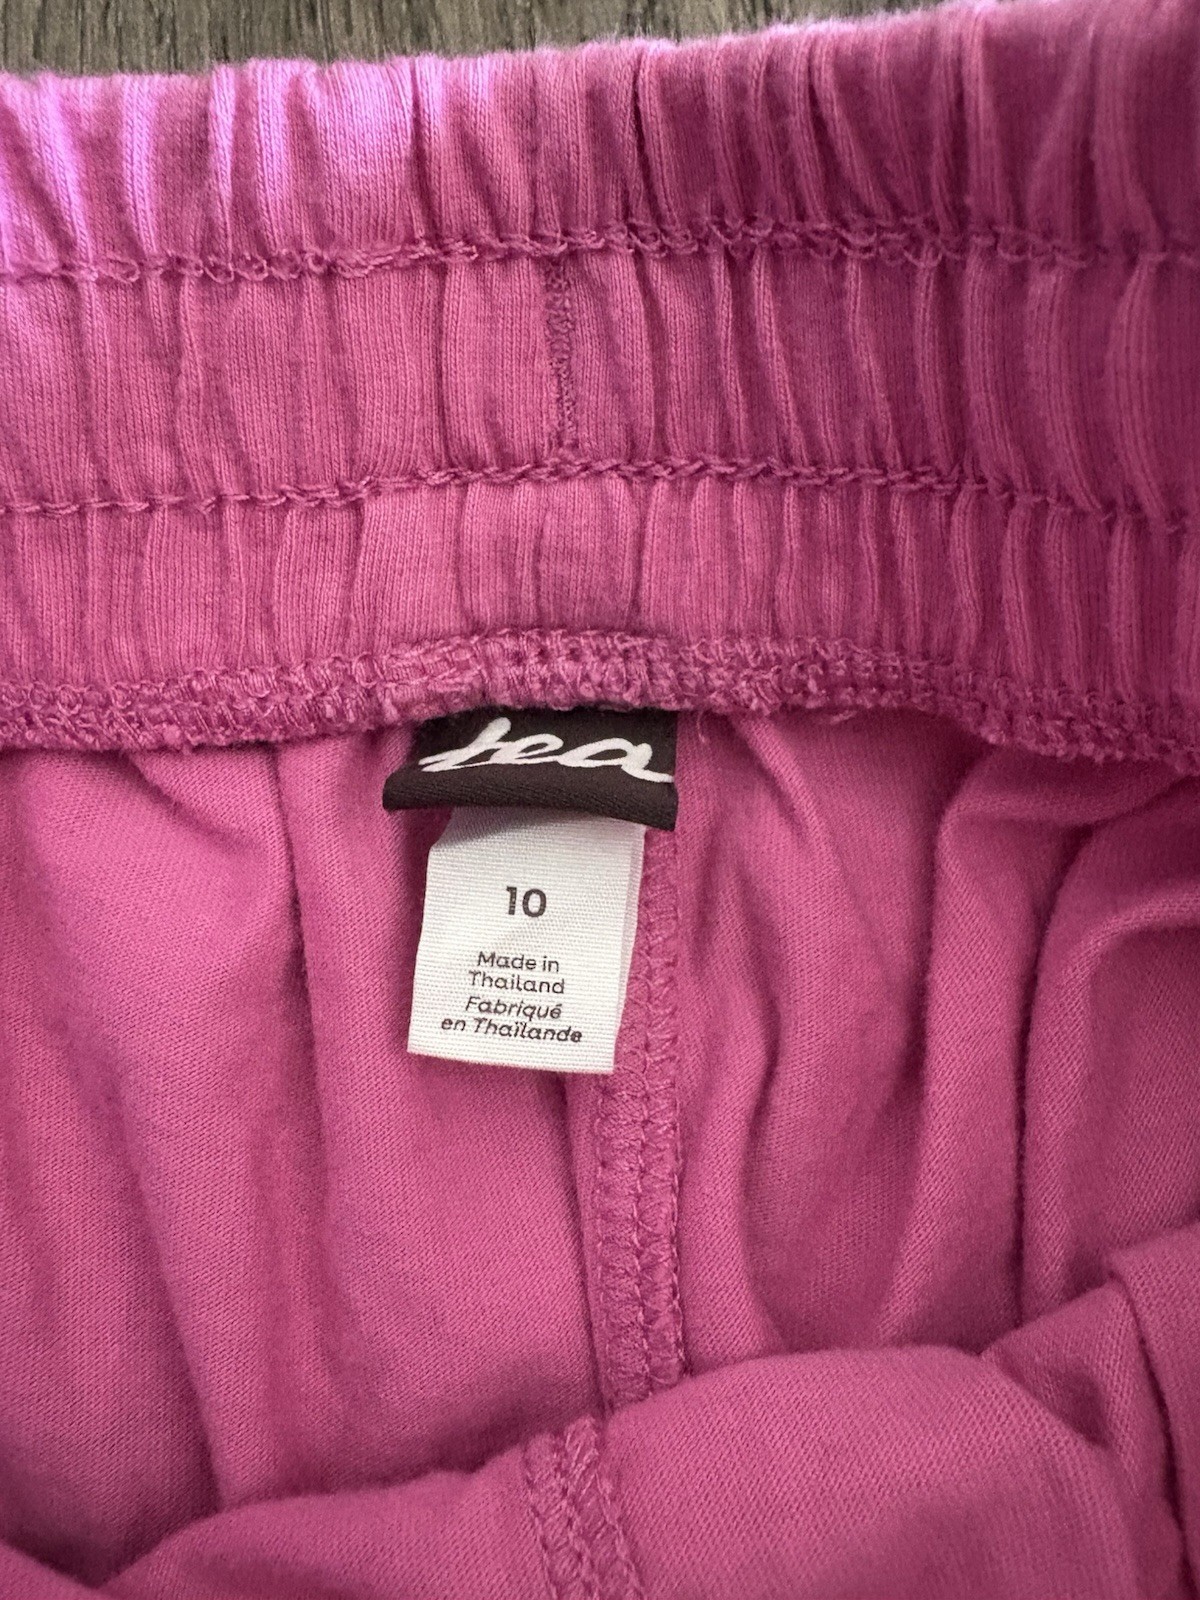 tea
10
Made in
Thailand
Fabriqué
en Thaïlande